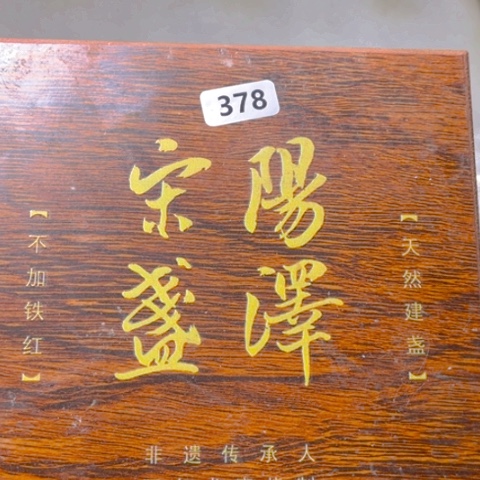 378
陽澤
宋盞
【天然建盏】
【不加铁红】
非遗传承人